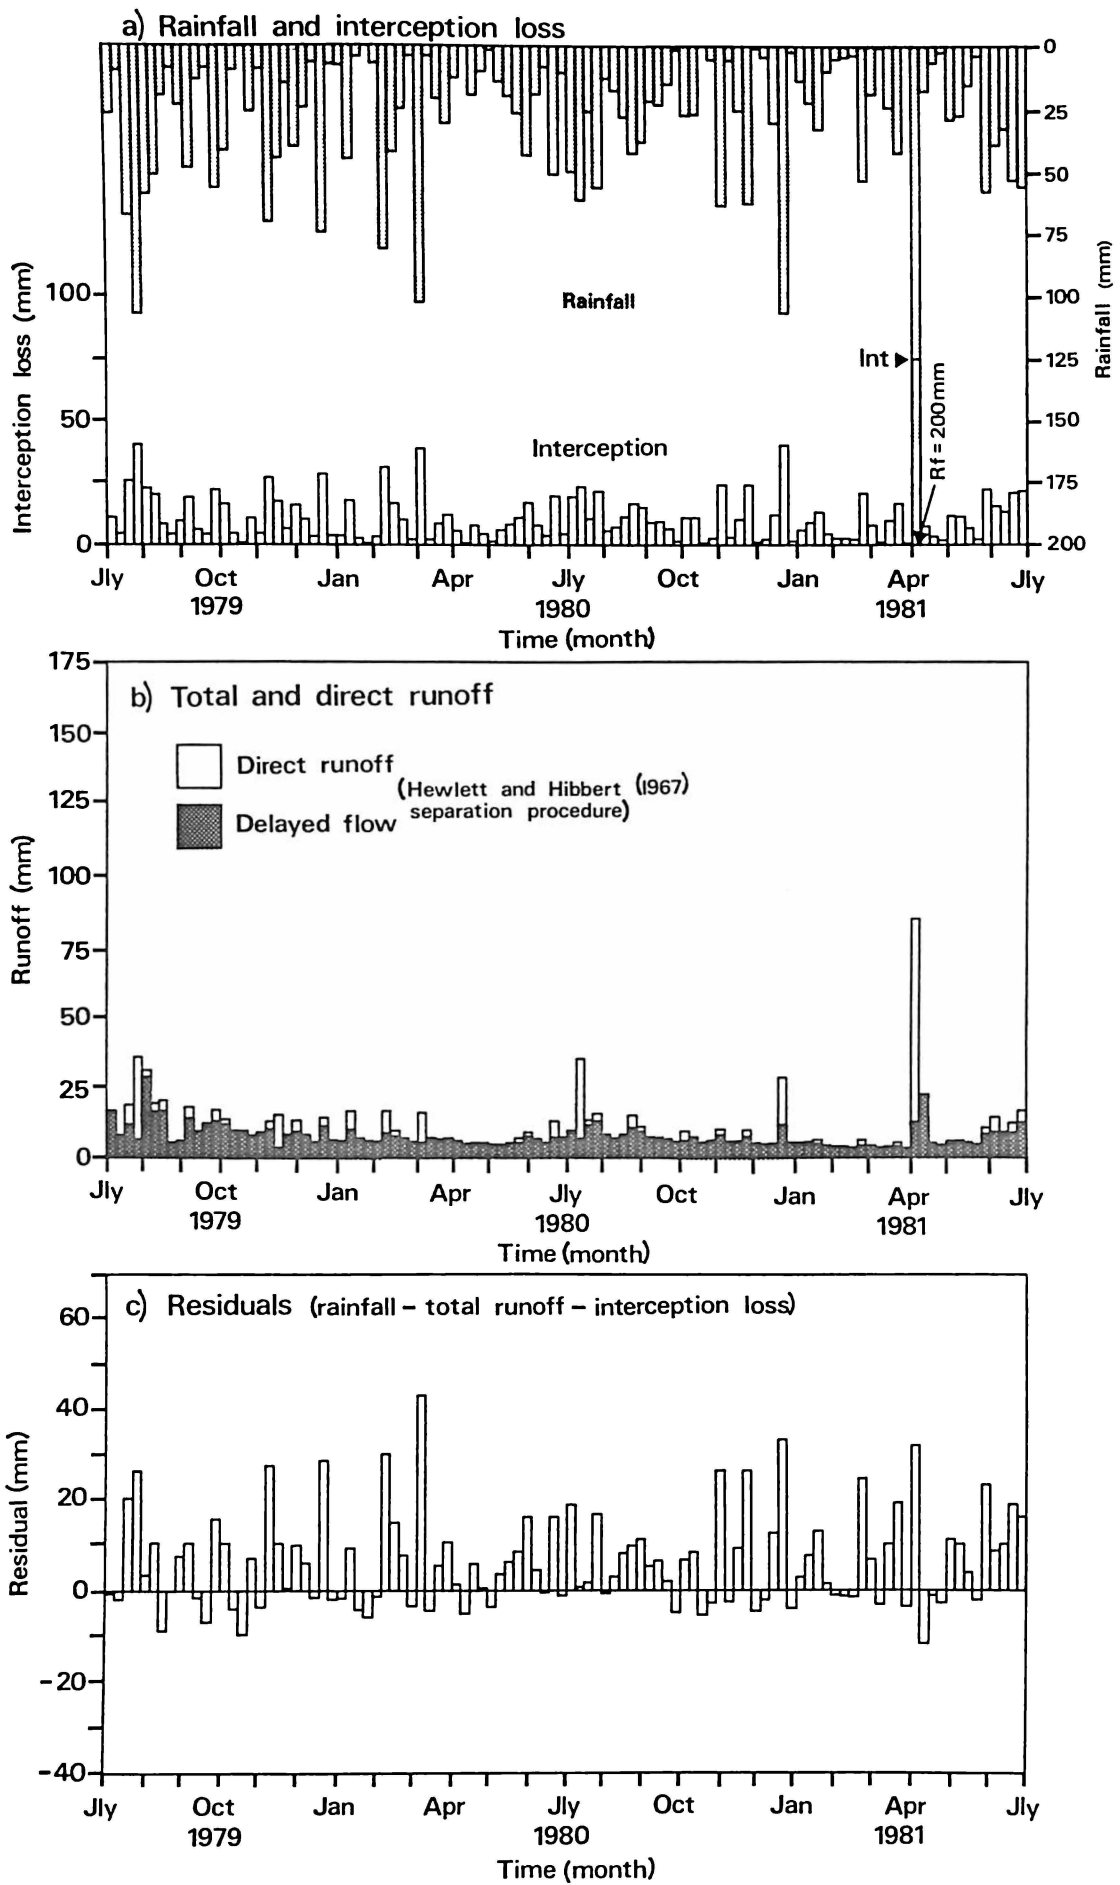 a) Rainfall and interception loss
0
25
50
75
100
125
150
175
200
Rainfall (mm)
100
50
0
Interception loss (mm)
Rainfall
Int
Rf = 200mm
Interception
Jly Oct Jan Apr Jly Oct Jan Apr Jly
1979 1980 1981
Time (month)
175
150
125
100
75
50
25
0
Runoff (mm)
b) Total and direct runoff
Direct runoff
(Hewlett and Hibbert (1967)
separation procedure)
Delayed flow
Jly Oct Jan Apr Jly Oct Jan Apr Jly
1979 1980 1981
Time (month)
c) Residuals (rainfall – total runoff – interception loss)
60
40
20
0
-20
-40
Residual (mm)
Jly Oct Jan Apr Jly Oct Jan Apr Jly
1979 1980 1981
Time (month)